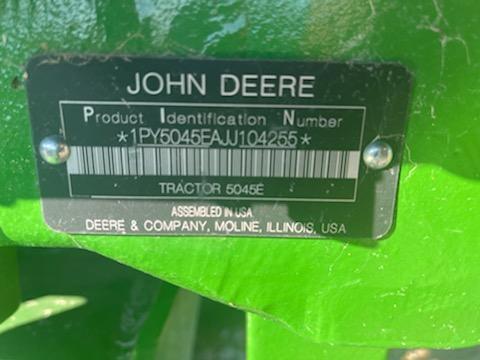 JOHN DEERE
Product Identification Number
*1PY5045EAJJ104255*
TRACTOR 5045E
ASSEMBLED IN USA
DEERE & COMPANY, MOLINE, ILLINOIS, USA